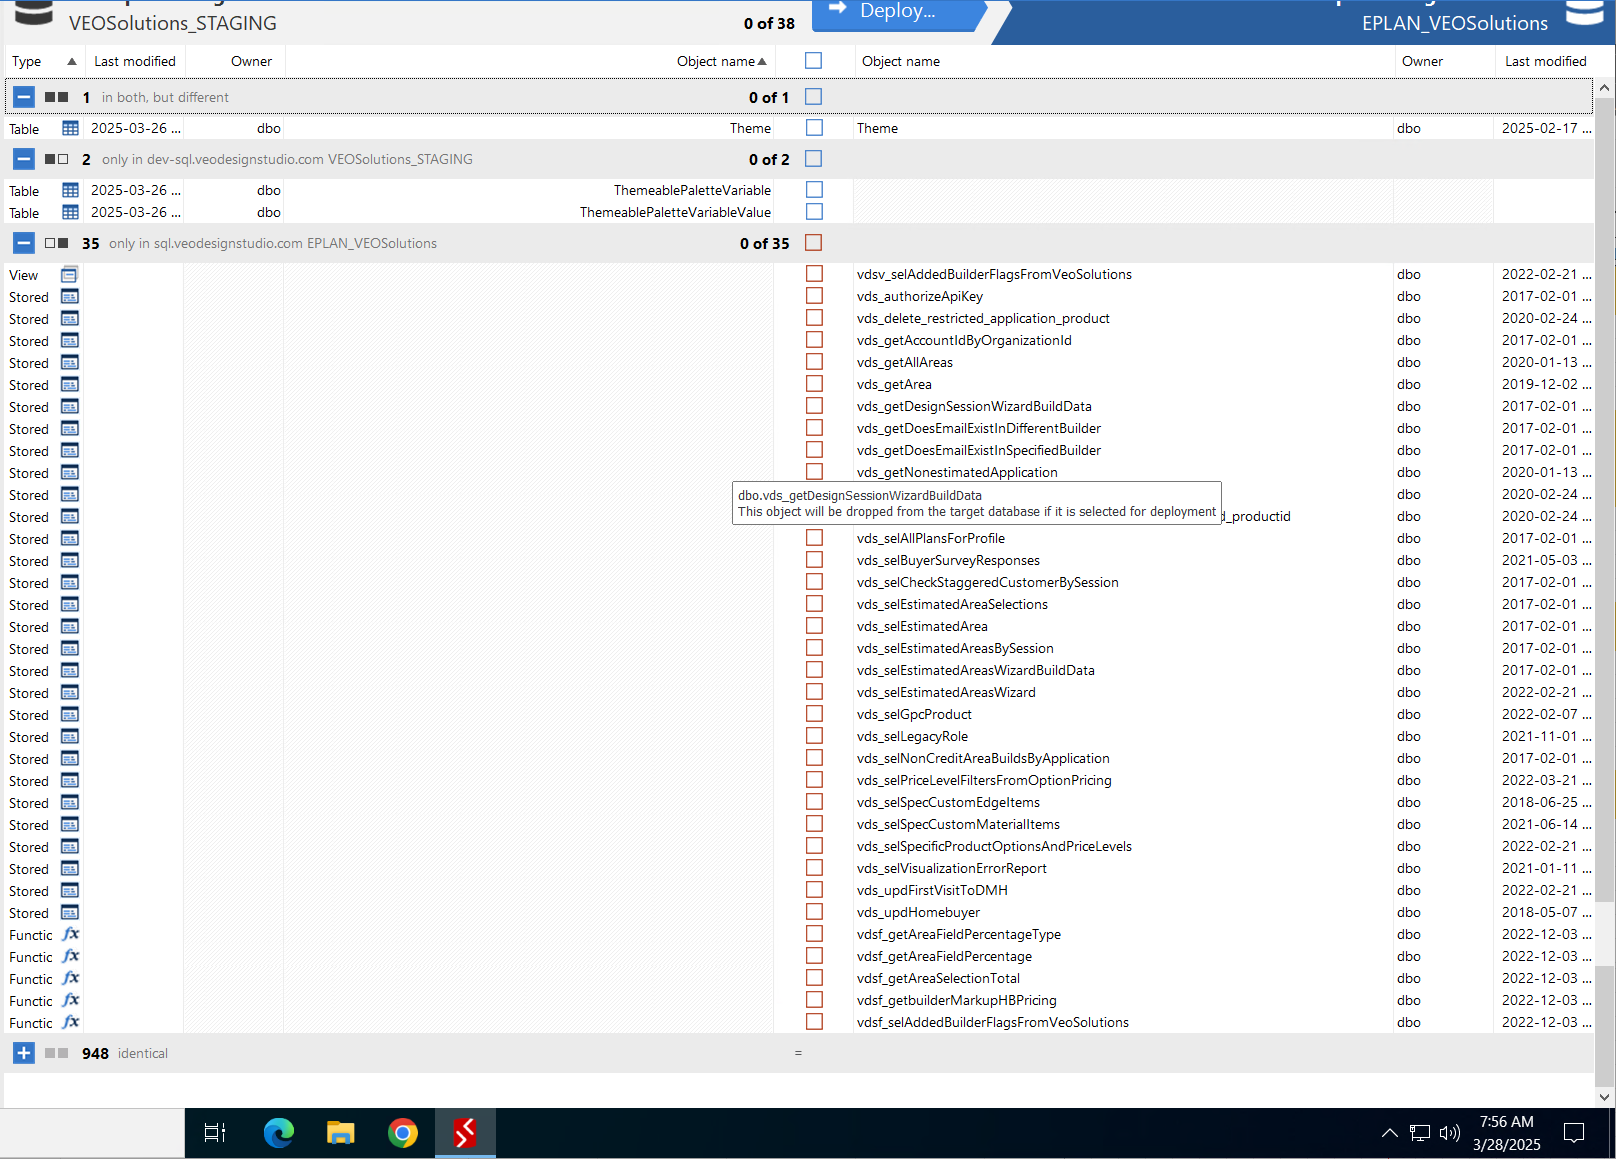 VEOSolutions_STAGING
0 of 38
Deploy...
EPLAN_VEOSolutions
Type Last modified Owner Object name Object name Owner Last modified
1 in both, but different 0 of 1
Table 2025-03-26 ... dbo Theme Theme dbo 2025-02-17 ...
2 only in dev-sql.veodesignstudio.com VEOSolutions_STAGING 0 of 2
Table 2025-03-26 ... dbo ThemeablePaletteVariable
Table 2025-03-26 ... dbo ThemeablePaletteVariableValue
35 only in sql.veodesignstudio.com EPLAN_VEOSolutions 0 of 35
View vdsv_selAddedBuilderFlagsFromVeoSolutions dbo 2022-02-21 ...
Stored vds_authorizeApiKey dbo 2017-02-01 ...
Stored vds_delete_restricted_application_product dbo 2020-02-24 ...
Stored vds_getAccountIdByOrganizationId dbo 2017-02-01 ...
Stored vds_getAllAreas dbo 2020-01-13 ...
Stored vds_getArea dbo 2019-12-02 ...
Stored vds_getDesignSessionWizardBuildData dbo 2017-02-01 ...
Stored vds_getDoesEmailExistInDifferentBuilder dbo 2017-02-01 ...
Stored vds_getDoesEmailExistInSpecifiedBuilder dbo 2017-02-01 ...
Stored vds_getNonestimatedApplication dbo 2020-01-13 ...
Stored dbo 2020-02-24 ...
dbo.vds_getDesignSessionWizardBuildData
This object will be dropped from the target database if it is selected for deployment
Stored d_productid dbo 2020-02-24 ...
Stored vds_selAllPlansForProfile dbo 2017-02-01 ...
Stored vds_selBuyerSurveyResponses dbo 2021-05-03 ...
Stored vds_selCheckStaggeredCustomerBySession dbo 2017-02-01 ...
Stored vds_selEstimatedAreaSelections dbo 2017-02-01 ...
Stored vds_selEstimatedArea dbo 2017-02-01 ...
Stored vds_selEstimatedAreasBySession dbo 2017-02-01 ...
Stored vds_selEstimatedAreasWizardBuildData dbo 2017-02-01 ...
Stored vds_selEstimatedAreasWizard dbo 2022-02-21 ...
Stored vds_selGpcProduct dbo 2022-02-07 ...
Stored vds_selLegacyRole dbo 2021-11-01 ...
Stored vds_selNonCreditAreaBuildsByApplication dbo 2017-02-01 ...
Stored vds_selPriceLevelFiltersFromOptionPricing dbo 2022-03-21 ...
Stored vds_selSpecCustomEdgeItems dbo 2018-06-25 ...
Stored vds_selSpecCustomMaterialItems dbo 2021-06-14 ...
Stored vds_selSpecificProductOptionsAndPriceLevels dbo 2022-02-21 ...
Stored vds_selVisualizationErrorReport dbo 2021-01-11 ...
Stored vds_updFirstVisitToDMH dbo 2022-02-21 ...
Stored vds_updHomebuyer dbo 2018-05-07 ...
Functic fx vdsf_getAreaFieldPercentageType dbo 2022-12-03 ...
Functic fx vdsf_getAreaFieldPercentage dbo 2022-12-03 ...
Functic fx vdsf_getAreaSelectionTotal dbo 2022-12-03 ...
Functic fx vdsf_getbuilderMarkupHBPricing dbo 2022-12-03 ...
Functic fx vdsf_selAddedBuilderFlagsFromVeoSolutions dbo 2022-12-03 ...
948 identical =
7:56 AM
3/28/2025